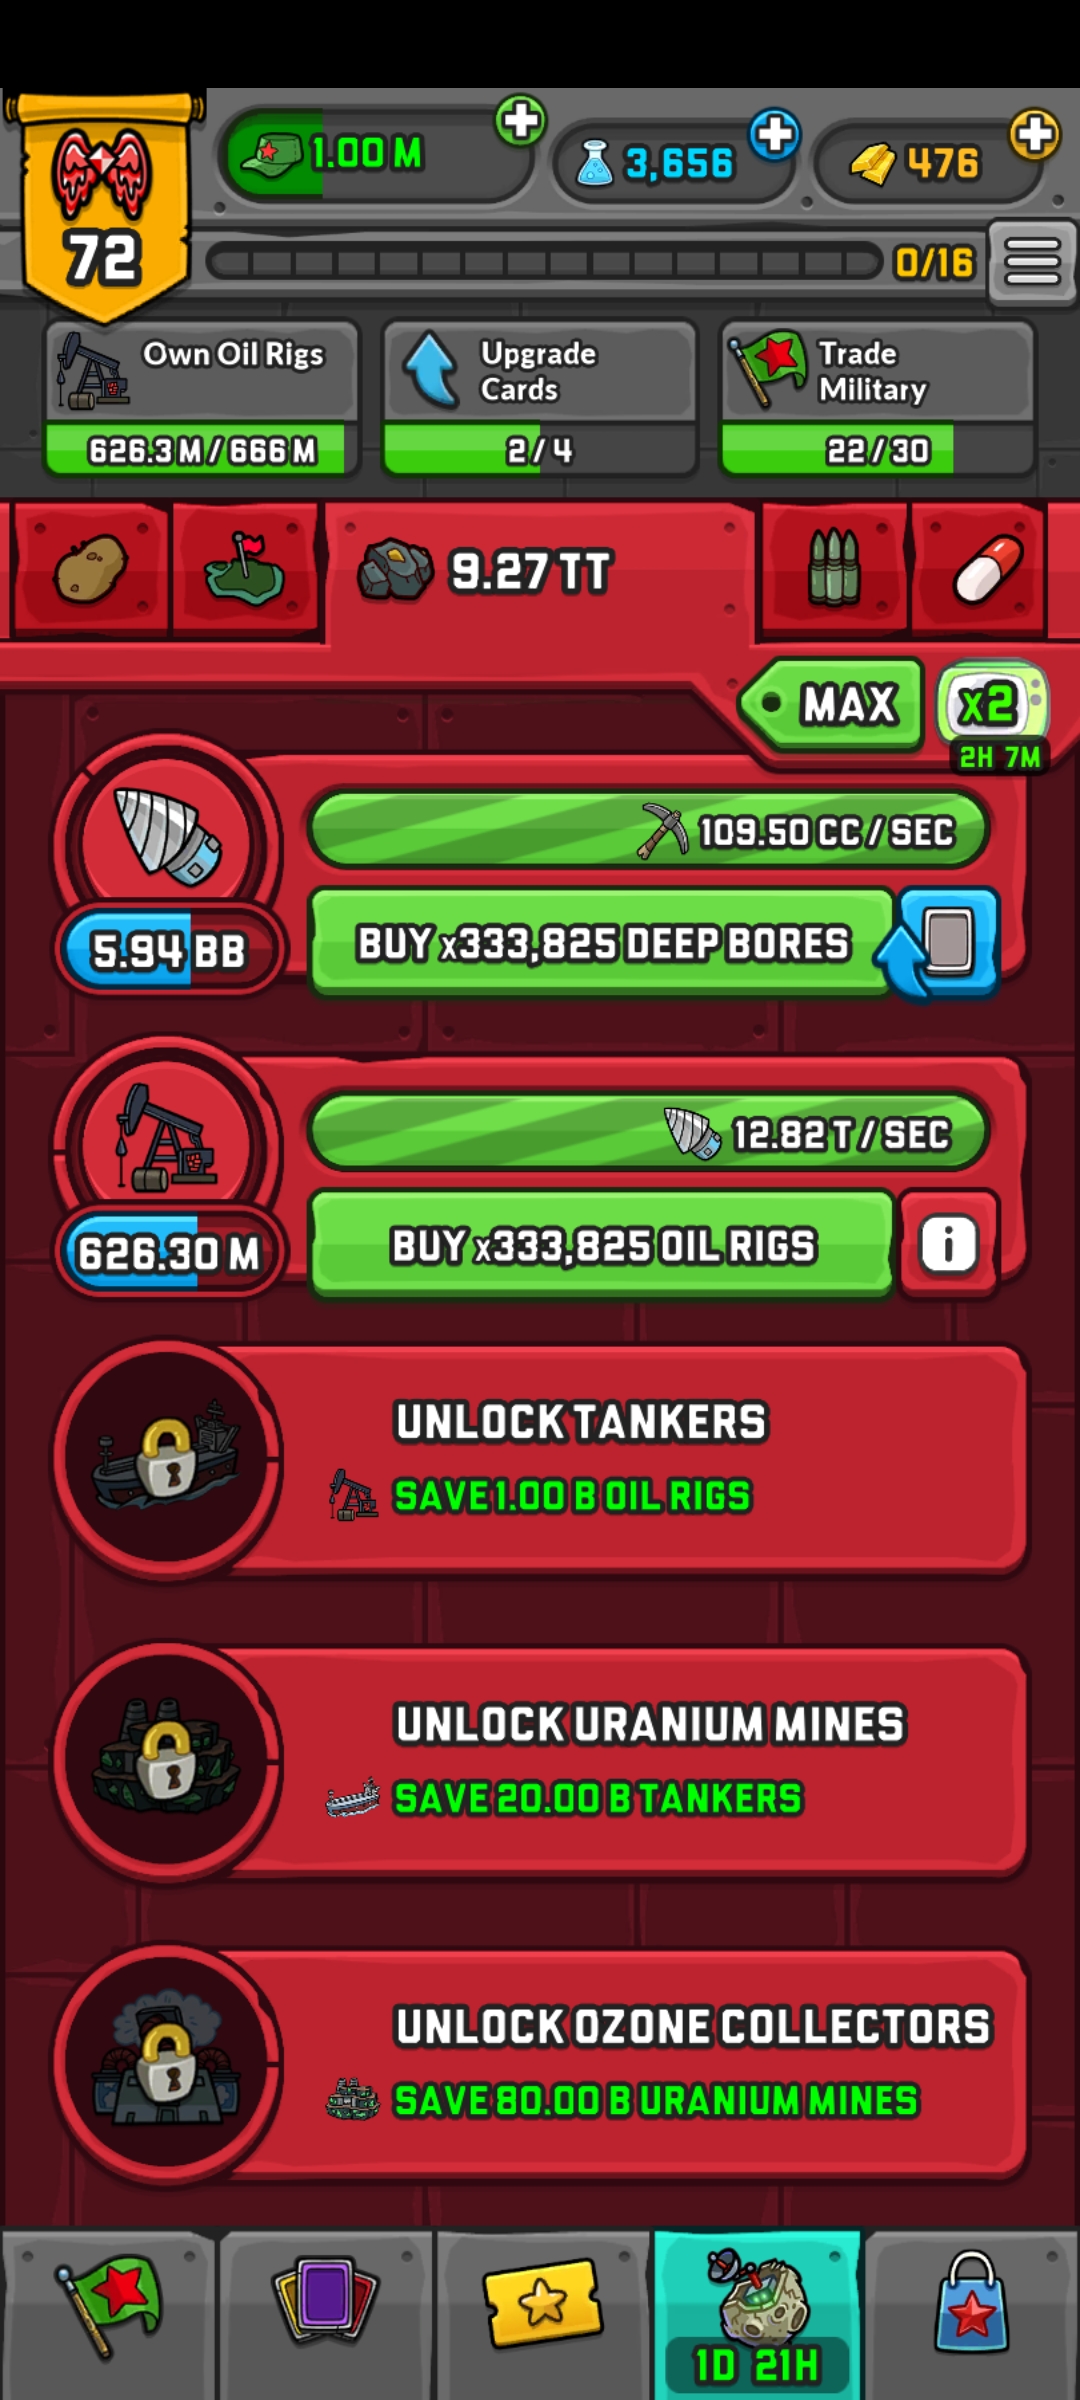 1.00 M
3,656
476
72
0/16
Own Oil Rigs
626.3 M / 666 M
Upgrade
Cards
2 / 4
Trade
Military
22 / 30
9.27 TT
MAX
x2
2H 7M
109.50 CC / SEC
5.94 BB
BUY x333,825 DEEP BORES
12.82 T / SEC
626.30 M
BUY x333,825 OIL RIGS
i
UNLOCK TANKERS
SAVE 1.00 B OIL RIGS
UNLOCK URANIUM MINES
SAVE 20.00 B TANKERS
UNLOCK OZONE COLLECTORS
SAVE 80.00 B URANIUM MINES
1D 21H